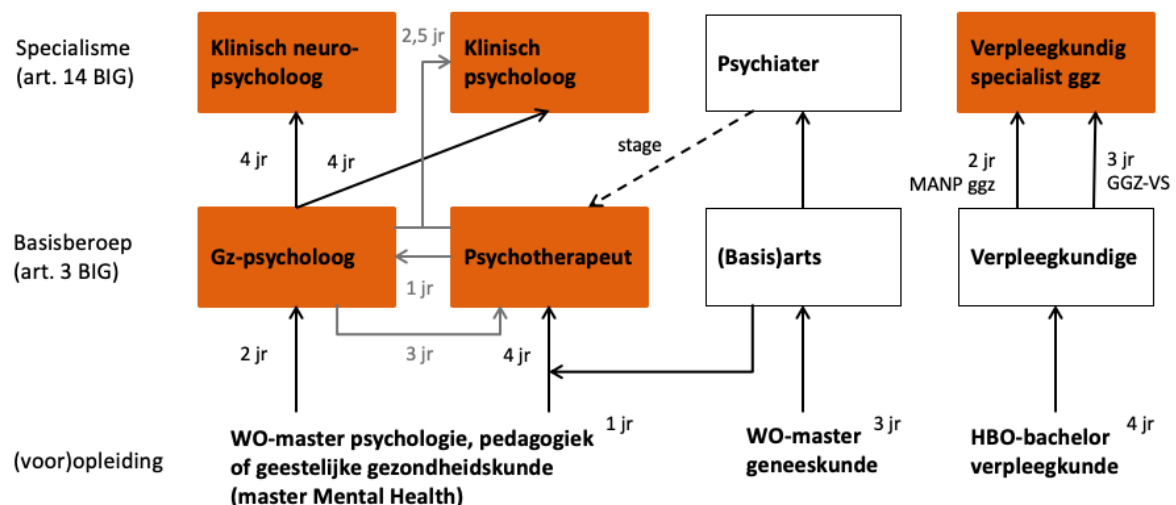 Specialisme
(art. 14 BIG)
Klinisch neuro-
psycholoog
2,5 jr
Klinisch
psycholoog
Psychiater
Verpleegkundig
specialist ggz
4 jr
4 jr
stage
2 jr
MANP ggz
3 jr
GGZ-VS
Basisberoep
(art. 3 BIG)
Gz-psycholoog
1 jr
Psychotherapeut
(Basis)arts
Verpleegkundige
2 jr
3 jr
4 jr
(voor)opleiding
WO-master psychologie, pedagogiek
of geestelijke gezondheidskunde
(master Mental Health)
1 jr
WO-master
geneeskunde
3 jr
HBO-bachelor
verpleegkunde
4 jr